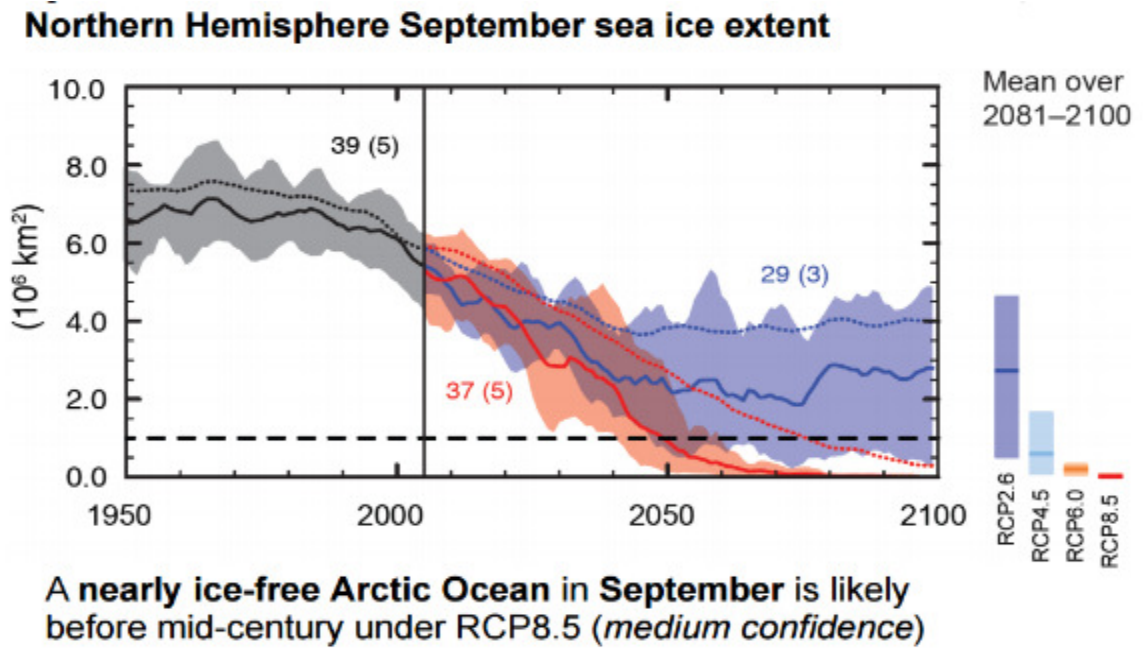 Northern Hemisphere September sea ice extent
10.0
8.0
6.0
4.0
2.0
0.0
(10⁶ km²)
39 (5)
29 (3)
37 (5)
1950
2000
2050
2100
Mean over
2081–2100
RCP2.6
RCP4.5
RCP6.0
RCP8.5
A nearly ice-free Arctic Ocean in September is likely
before mid-century under RCP8.5 (medium confidence)